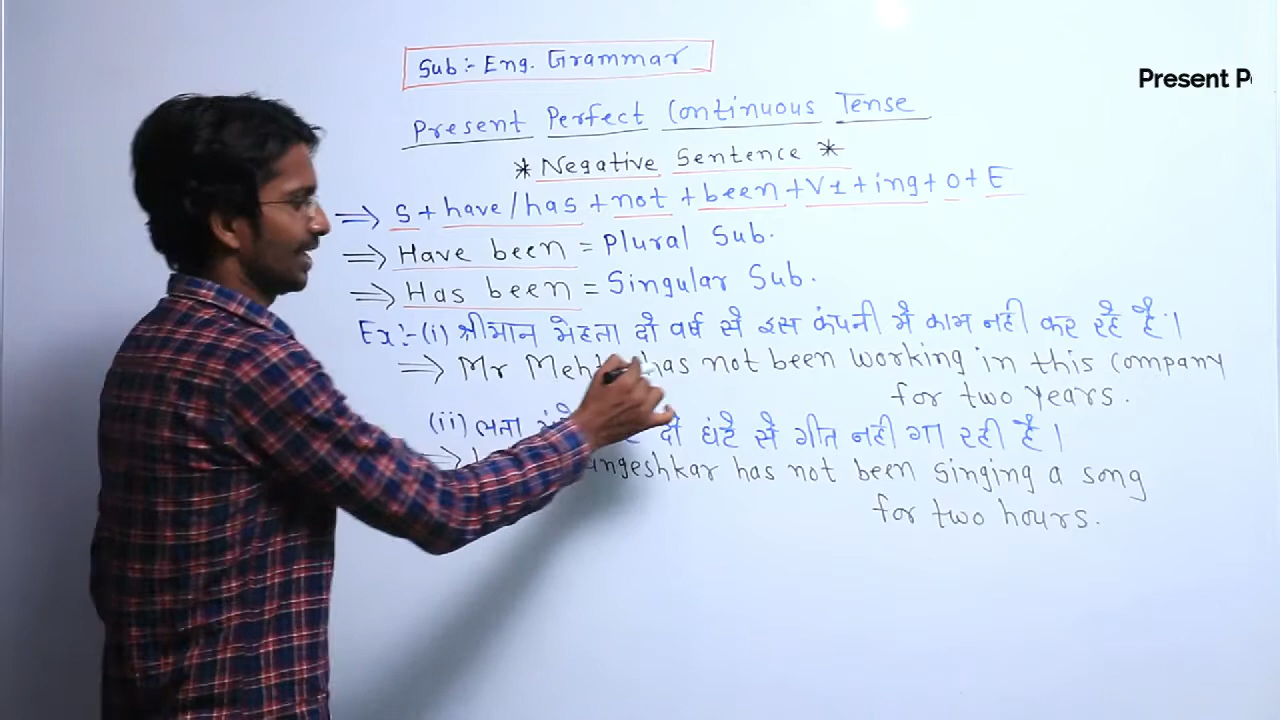 Sub:- Eng. Grammar
Present P
Present Perfect Continuous Tense
* Negative Sentence *
⇒ S + have/has + not + been + V1 + ing + O + E
⇒ Have been = Plural Sub.
⇒ Has been = Singular Sub.
Ex:- (i) श्रीमान मेहता दो वर्ष से इस कंपनी मे काम नही कर रहे है।
⇒ Mr has not been working in this company
for two years.
(ii) लता दो घंटे से गीत नही गा रही है।
⇒ has not been singing a song
for two hours.